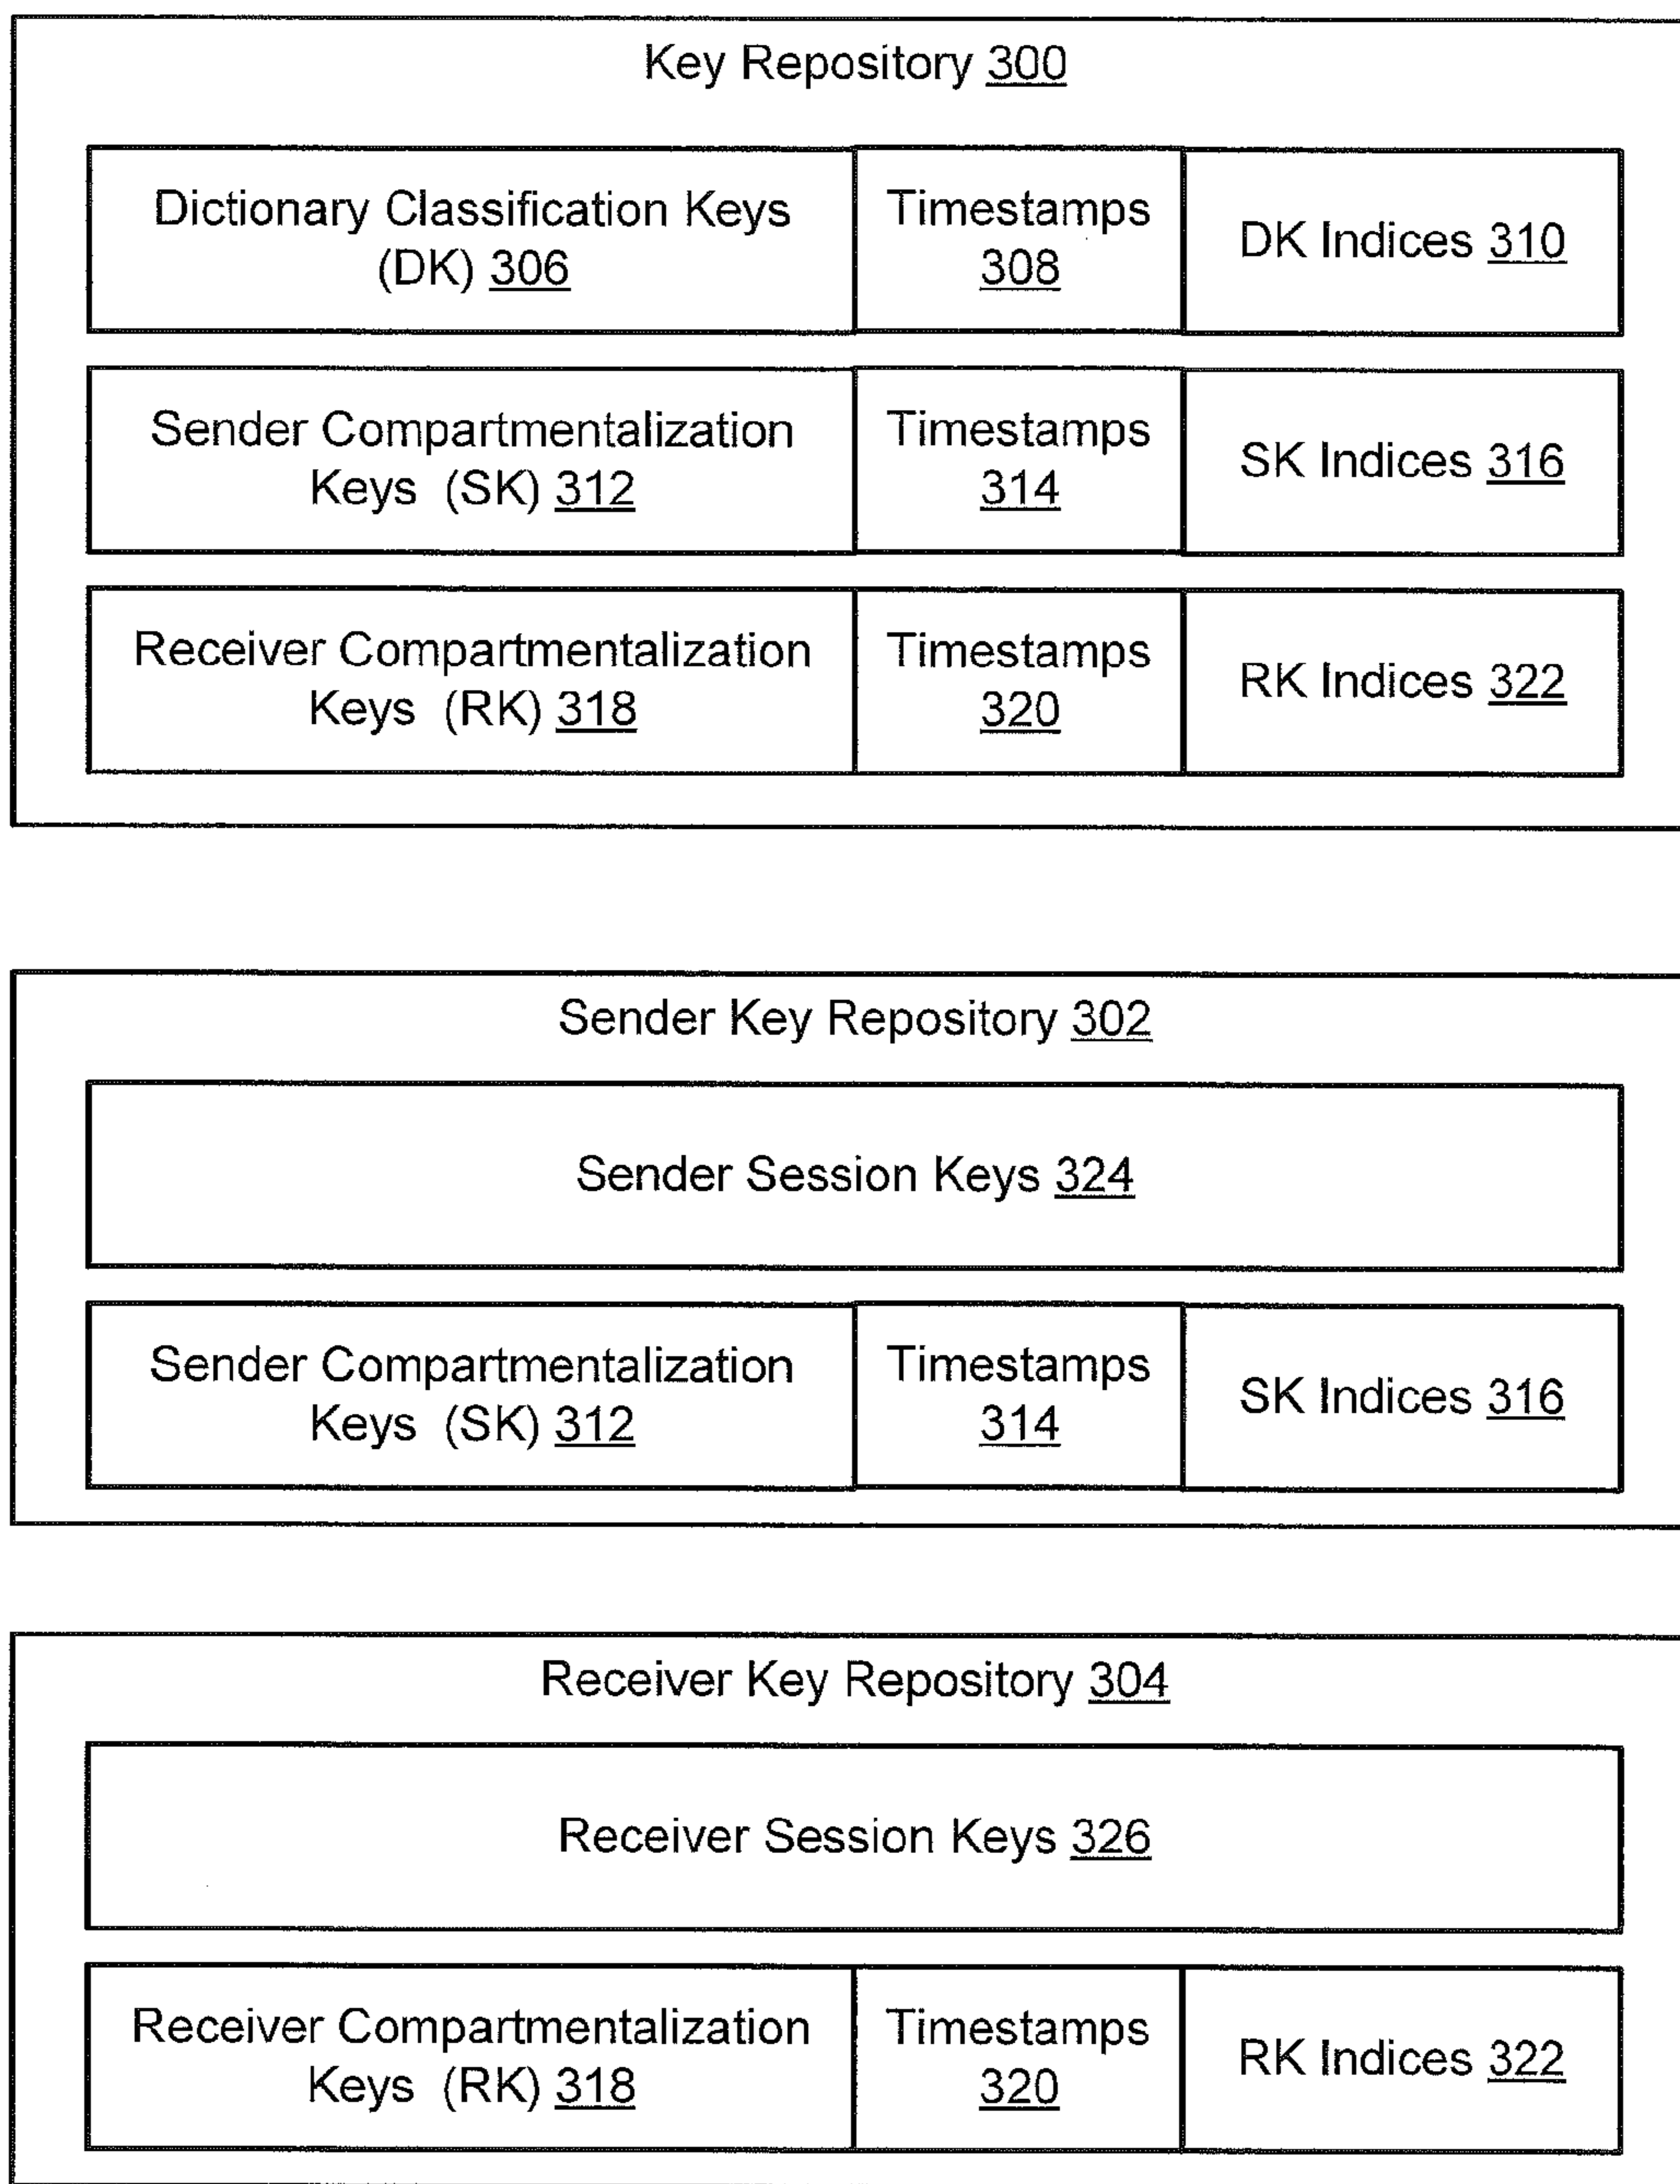 Key Repository 300
Dictionary Classification Keys
(DK) 306
Timestamps
308
DK Indices 310
Sender Compartmentalization
Keys (SK) 312
Timestamps
314
SK Indices 316
Receiver Compartmentalization
Keys (RK) 318
Timestamps
320
RK Indices 322
Sender Key Repository 302
Sender Session Keys 324
Sender Compartmentalization
Keys (SK) 312
Timestamps
314
SK Indices 316
Receiver Key Repository 304
Receiver Session Keys 326
Receiver Compartmentalization
Keys (RK) 318
Timestamps
320
RK Indices 322